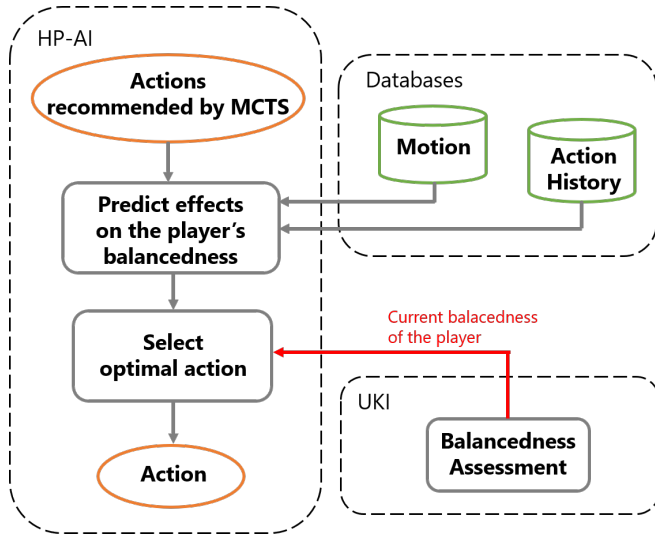 HP-AI
Actions
recommended by MCTS
Databases
Motion
Action
History
Predict effects
on the player's
balancedness
Current balacedness
of the player
Select
optimal action
UKI
Balancedness
Assessment
Action